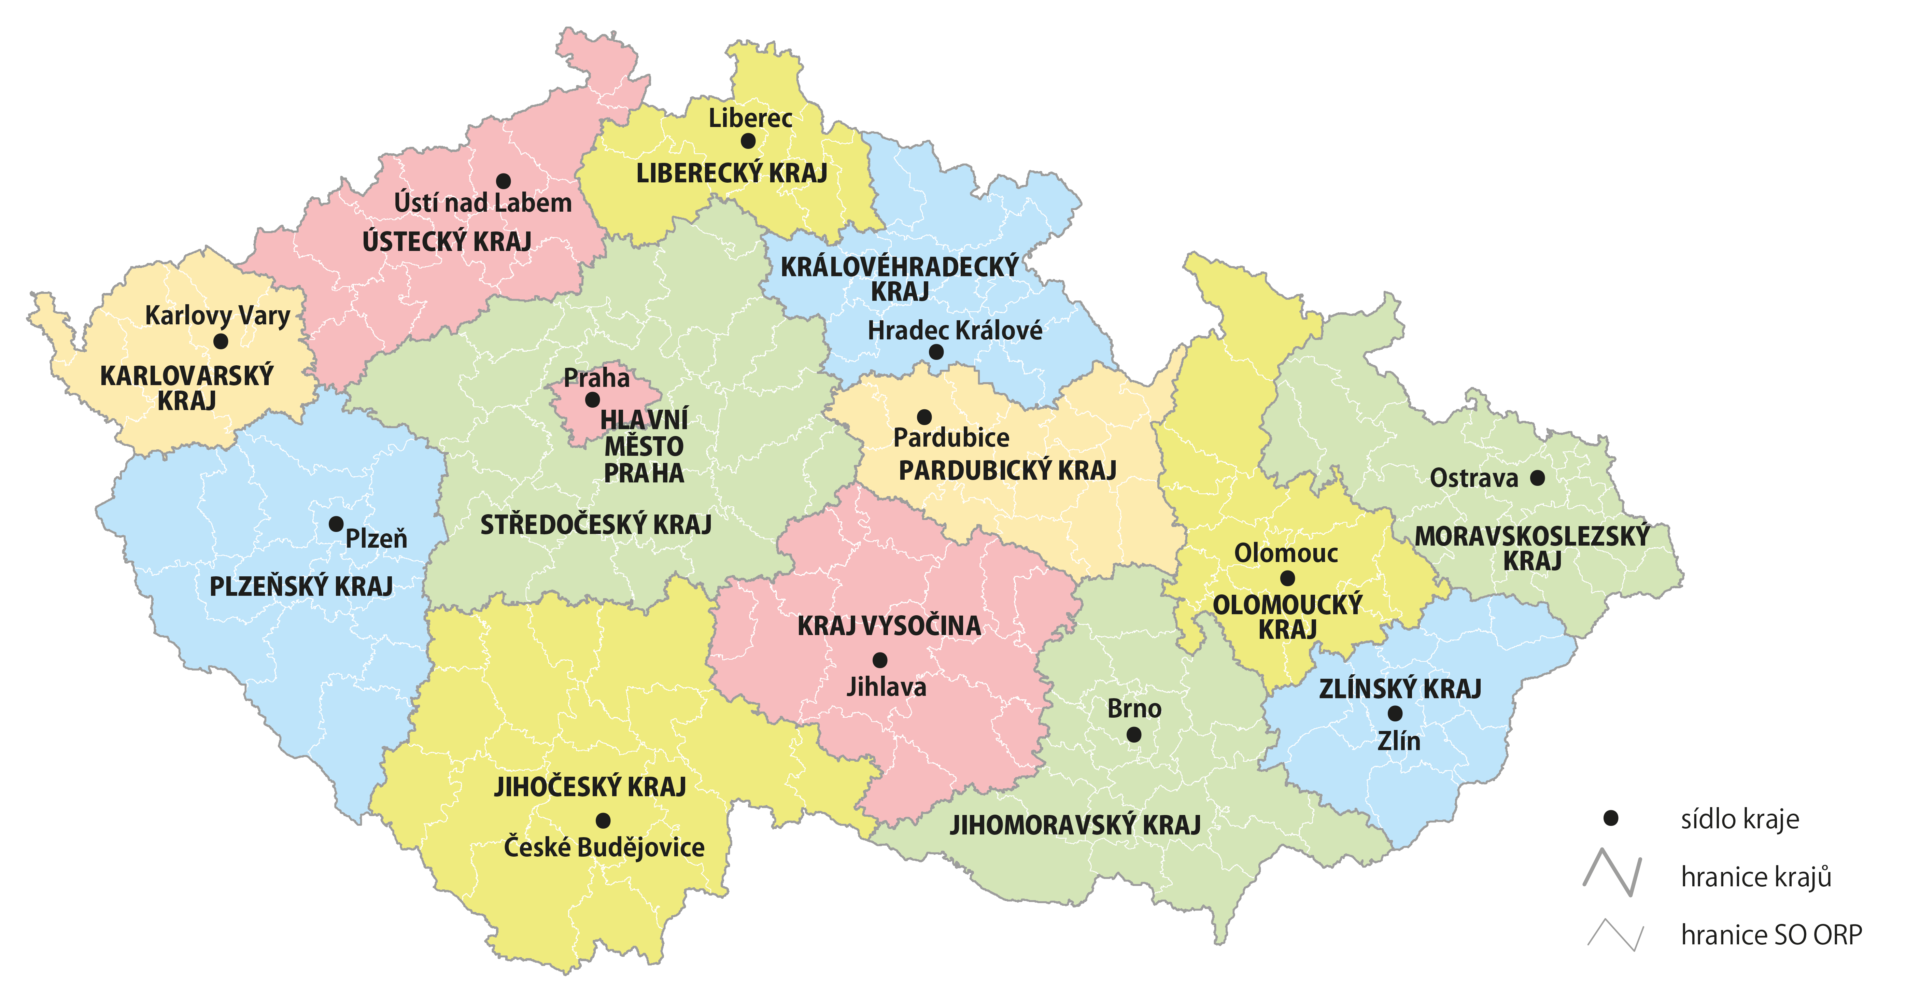 Liberec
LIBERECKÝ KRAJ
Ústí nad Labem
ÚSTECKÝ KRAJ
KRÁLOVÉHRADECKÝ
KRAJ
Hradec Králové
Karlovy Vary
KARLOVARSKÝ
KRAJ
Praha
HLAVNÍ
MĚSTO
PRAHA
Pardubice
PARDUBICKÝ KRAJ
Ostrava
MORAVSKOSLEZSKÝ
KRAJ
STŘEDOČESKÝ KRAJ
Plzeň
PLZEŇSKÝ KRAJ
Olomouc
OLOMOUCKÝ
KRAJ
KRAJ VYSOČINA
Jihlava
ZLÍNSKÝ KRAJ
Zlín
Brno
JIHOČESKÝ KRAJ
České Budějovice
JIHOMORAVSKÝ KRAJ
sídlo kraje
hranice krajů
hranice SO ORP